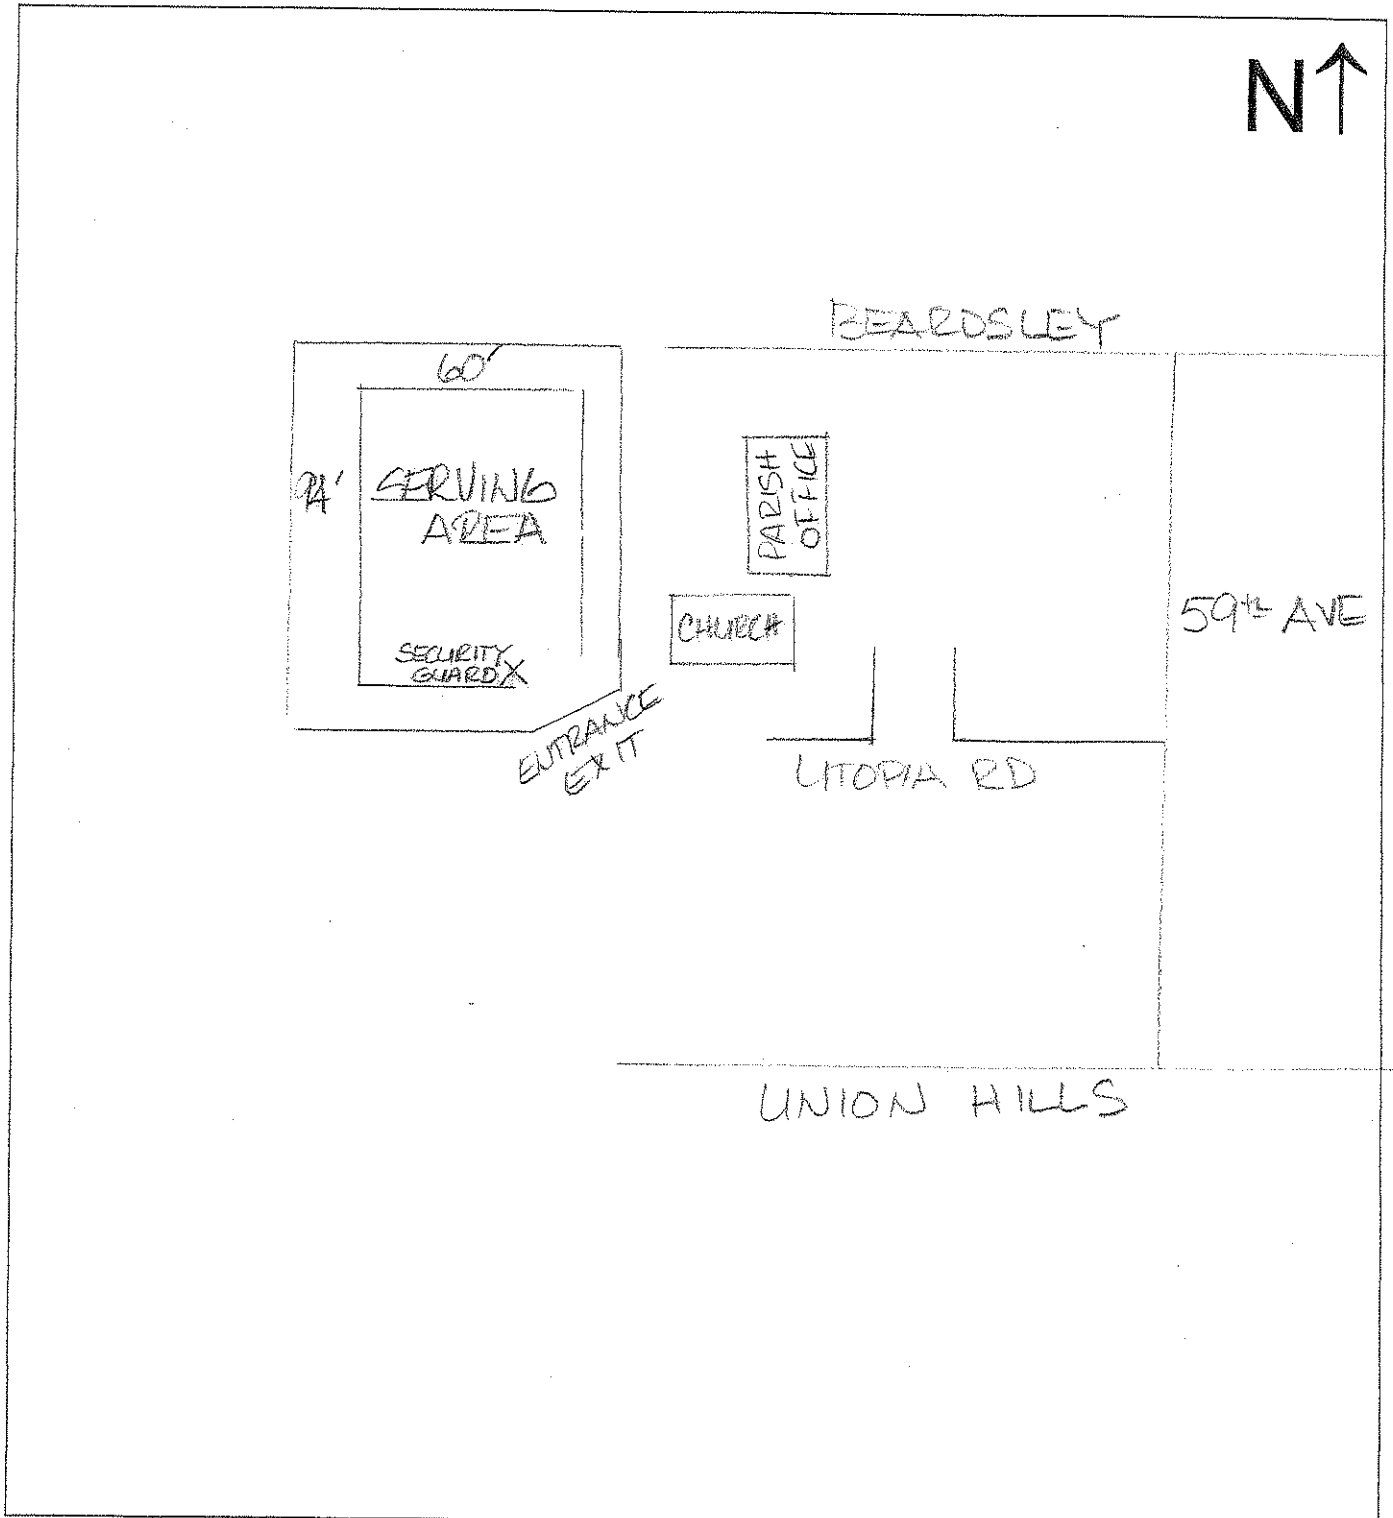 N↑
BEARDSLEY
60'
94'
SERVING
AREA
PARISH
OFFICE
CHURCH
59th AVE
SECURITY
GUARD X
ENTRANCE
EXIT
UTOPIA RD
UNION HILLS